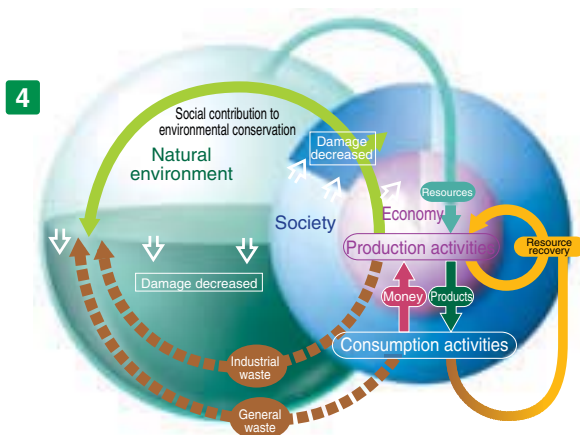 4
Social contribution to
environmental conservation
Natural
environment
Damage
decreased
Resources
Society
Economy
Production activities
Resource
recovery
Damage decreased
Money
Products
Consumption activities
Industrial
waste
General
waste